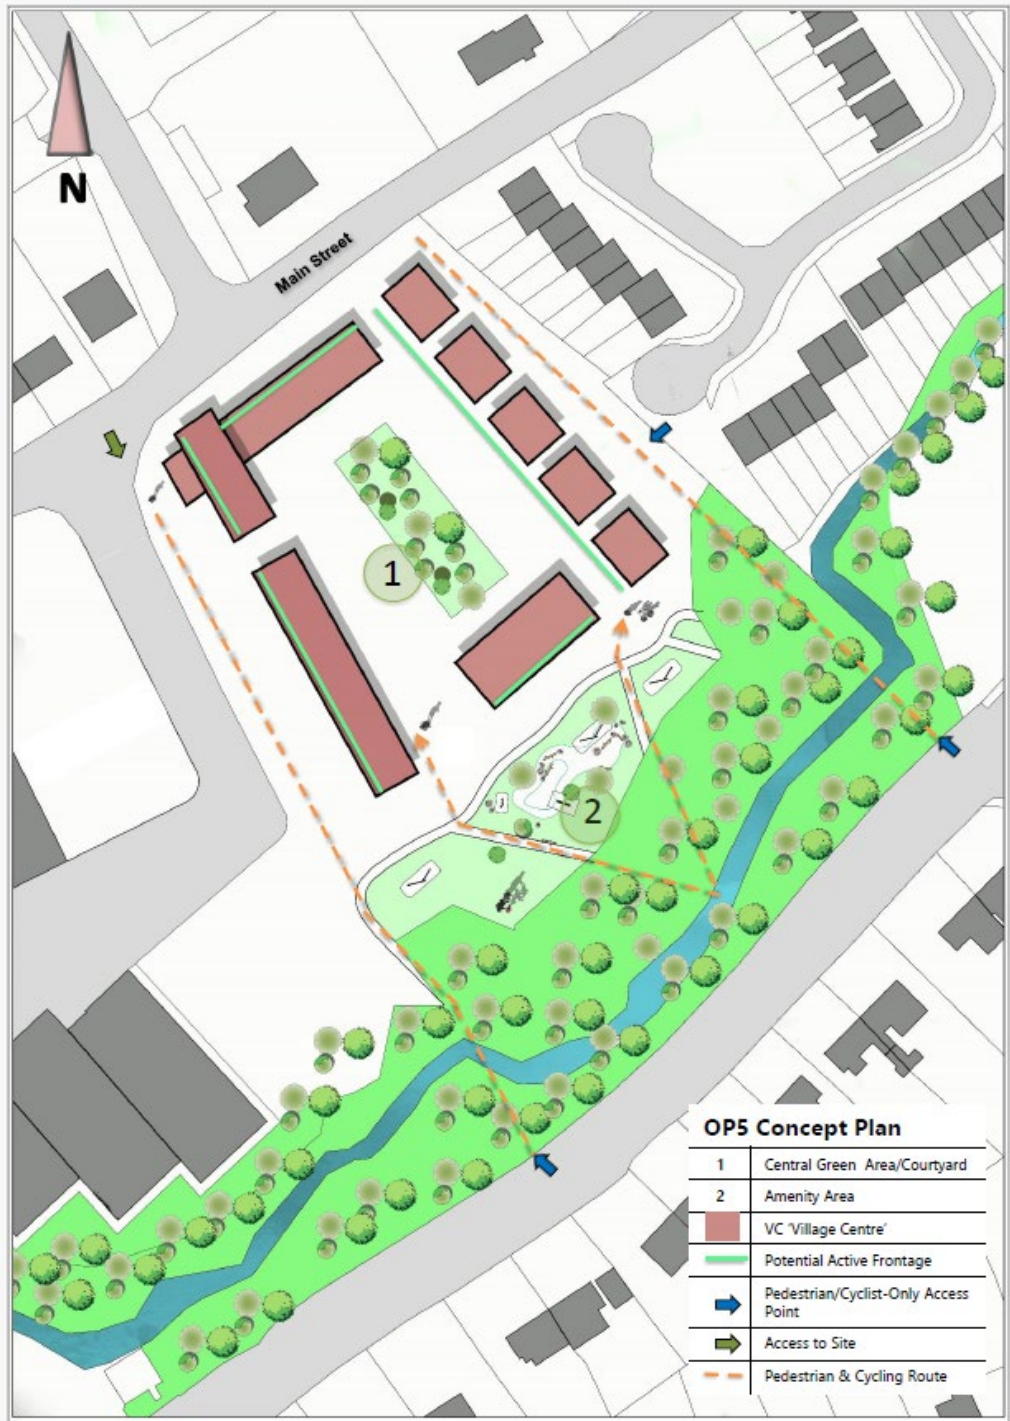 N
Main Street
1
2
OP5 Concept Plan
1 Central Green Area/Courtyard
2 Amenity Area
VC 'Village Centre'
Potential Active Frontage
Pedestrian/Cyclist-Only Access
Point
Access to Site
Pedestrian & Cycling Route